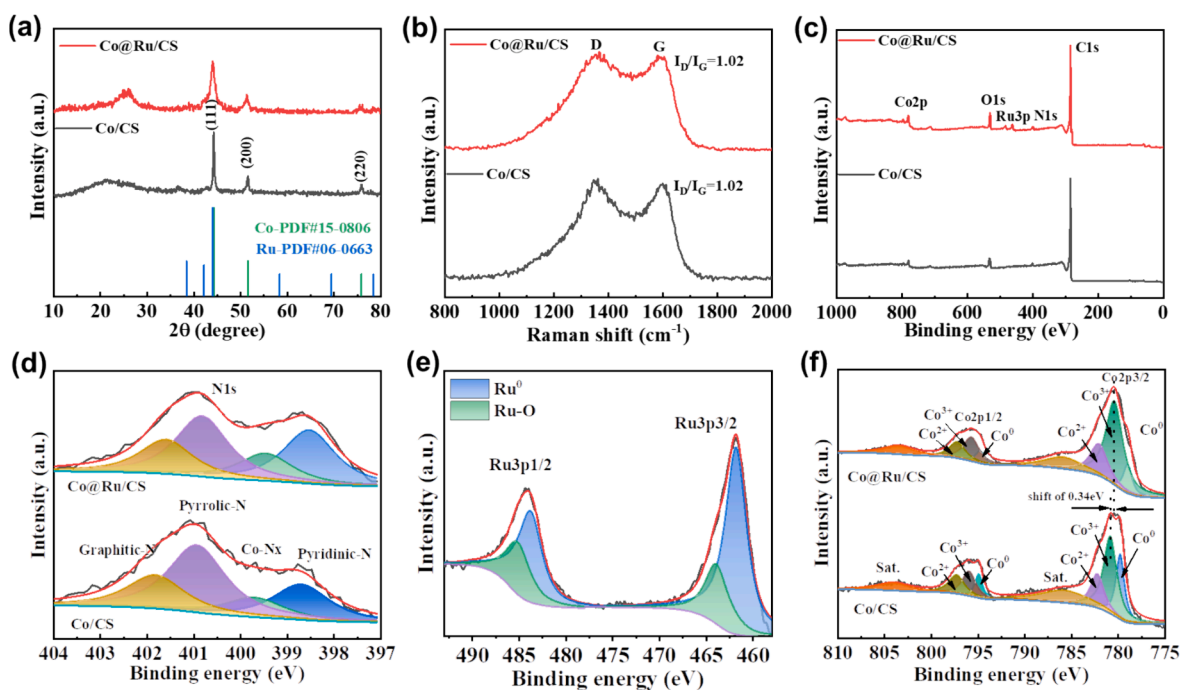 (a)
Co@Ru/CS
(111)
Co/CS
(200)
(220)
Co-PDF#15-0806
Ru-PDF#06-0663
Intensity (a.u.)
10 20 30 40 50 60 70 80
2θ (degree)
(b)
D G
Co@Ru/CS
I_D/I_G=1.02
Co/CS
I_D/I_G=1.02
Intensity (a.u.)
800 1000 1200 1400 1600 1800 2000
Raman shift (cm⁻¹)
(c)
Co@Ru/CS
C1s
Co2p
O1s
Ru3p N1s
Co/CS
Intensity (a.u.)
1000 800 600 400 200 0
Binding energy (eV)
(d)
N1s
Co@Ru/CS
Pyrrolic-N
Graphitic-N
Co-Nx
Pyridinic-N
Co/CS
Intensity (a.u.)
404 403 402 401 400 399 398 397
Binding energy (eV)
(e)
Ru⁰
Ru-O
Ru3p3/2
Ru3p1/2
Intensity (a.u.)
490 485 480 475 470 465 460
Binding energy (eV)
(f)
Co2p3/2
Co³⁺
Co³⁺ Co2p1/2
Co²⁺
Co⁰
Co²⁺
Co⁰
Co@Ru/CS
shift of 0.34eV
Co³⁺
Co³⁺
Co²⁺
Co⁰
Co²⁺
Co⁰
Sat.
Sat.
Co/CS
Intensity (a.u.)
810 805 800 795 790 785 780 775
Binding energy (eV)